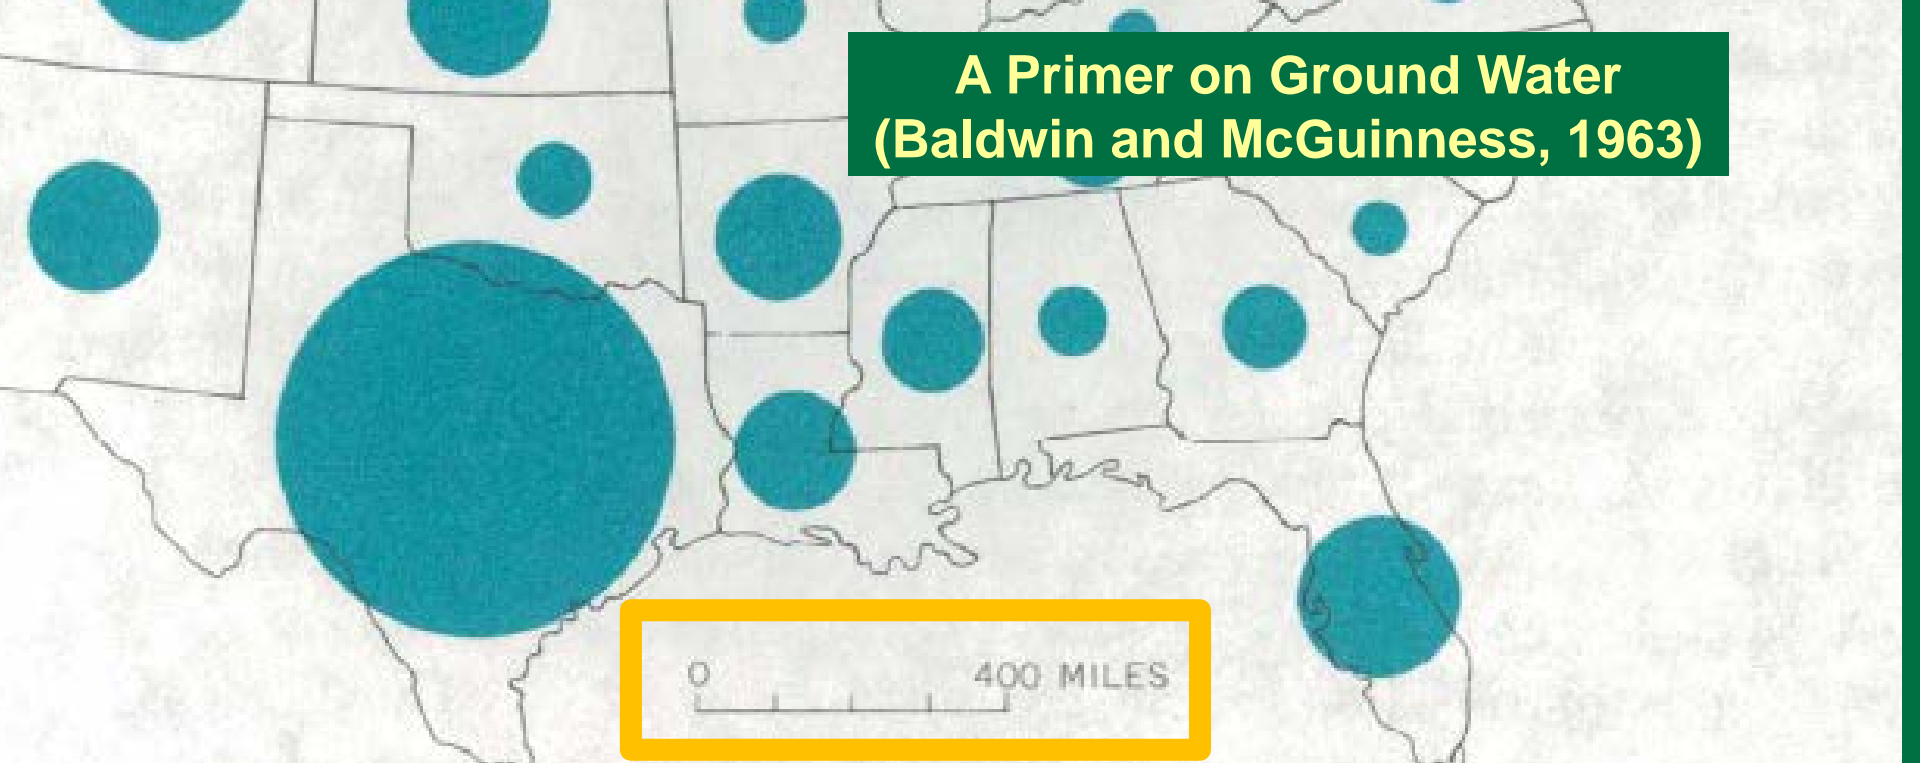 A Primer on Ground Water
(Baldwin and McGuinness, 1963)
0 400 MILES